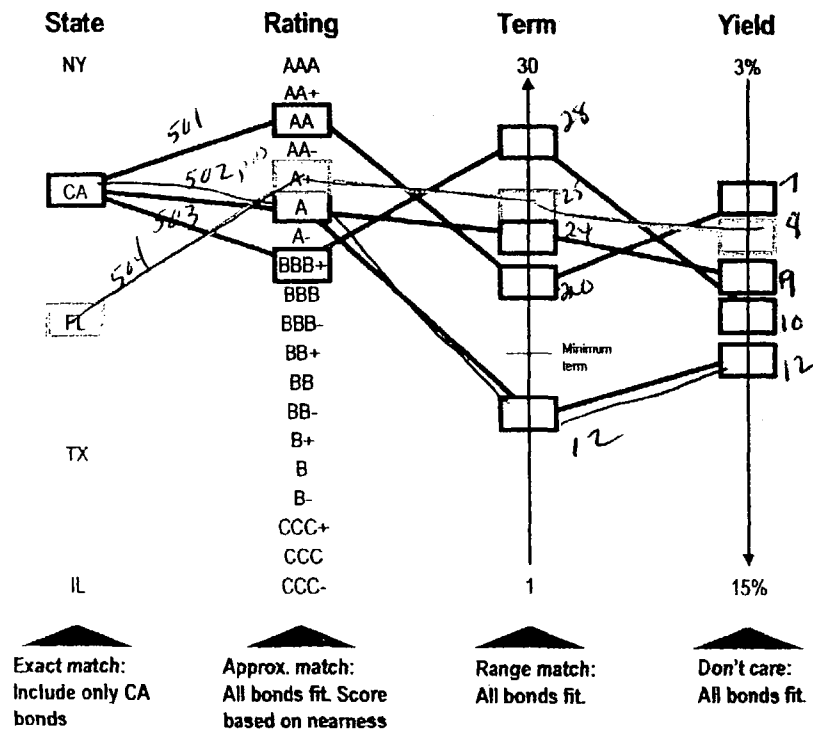 State Rating Term Yield
NY AAA 30 3%
AA+
501 AA 28
AA-
502, A+ 7
CA A 25 8
503 A- 24
504 BBB+ 9
BBB 20
FL BBB- 10
BB+ Minimum term
BB 12
BB- 12
B+
TX
B
B-
CCC+
CCC
IL CCC- 1 15%
Exact match:
Include only CA
bonds
Approx. match:
All bonds fit. Score
based on nearness
Range match:
All bonds fit.
Don't care:
All bonds fit.